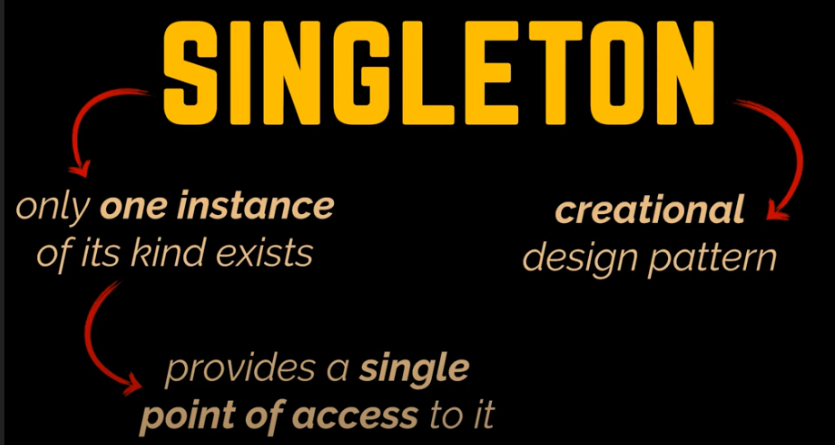 SINGLETON
only one instance
of its kind exists
creational
design pattern
provides a single
point of access to it